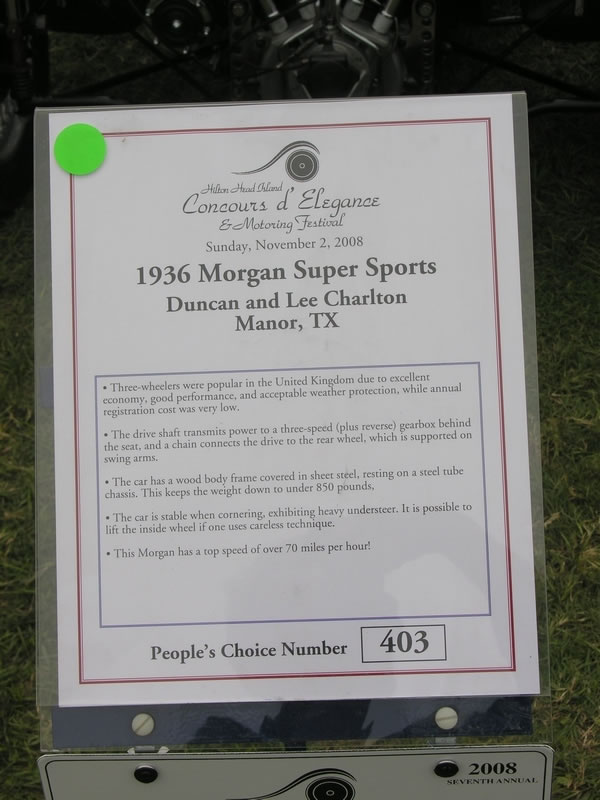 Hilton Head Island
Concours d'Elegance
& Motoring Festival
Sunday, November 2, 2008
1936 Morgan Super Sports
Duncan and Lee Charlton
Manor, TX
• Three-wheelers were popular in the United Kingdom due to excellent
economy, good performance, and acceptable weather protection, while annual
registration cost was very low.
• The drive shaft transmits power to a three-speed (plus reverse) gearbox behind
the seat, and a chain connects the drive to the rear wheel, which is supported on
swing arms.
• The car has a wood body frame covered in sheet steel, resting on a steel tube
chassis. This keeps the weight down to under 850 pounds.
• The car is stable when cornering, exhibiting heavy understeer. It is possible to
lift the inside wheel if one uses careless technique.
• This Morgan has a top speed of over 70 miles per hour!
People's Choice Number 403
2008
SEVENTH ANNUAL